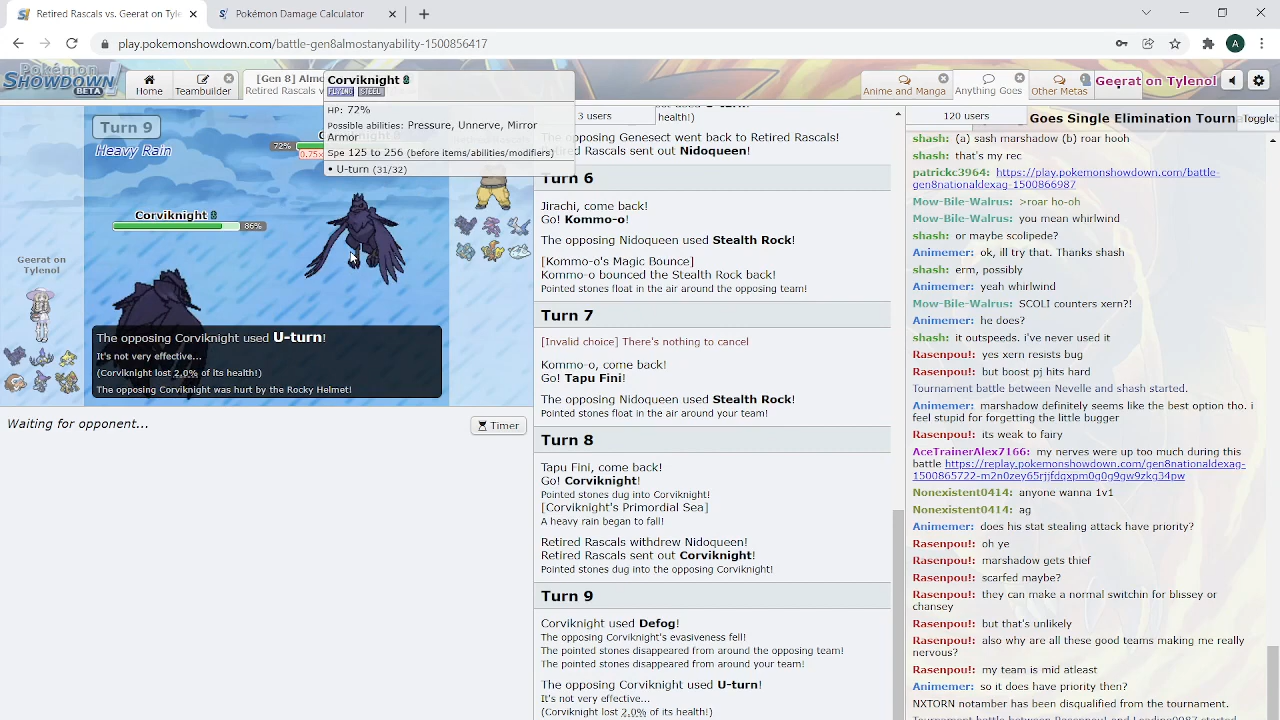 Retired Rascals vs. Geerat on Tyle
Pokémon Damage Calculator
play.pokemonshowdown.com/battle-gen8almostanyability-1500856417
A
Pokémon
SHOWDOWN
BETA
Home
Teambuilder
[Gen 8] Almo
Retired Rascals v
Anime and Manga
Anything Goes
Other Metas
Geerat on Tylenol
Corviknight
FLYING STEEL
HP: 72%
Possible abilities: Pressure, Unnerve, Mirror
Armor
Spe 125 to 256 (before items/abilities/modifiers)
• U-turn (31/32)
Turn 9
Heavy Rain
72%
0.25x
Corviknight
86%
Geerat on
Tylenol
The opposing Corviknight used U-turn!
It's not very effective...
(Corviknight lost 2.0% of its health!)
The opposing Corviknight was hurt by the Rocky Helmet!
Waiting for opponent...
Timer
3 users
health!)
The opposing Genesect went back to Retired Rascals!
Retired Rascals sent out Nidoqueen!
Turn 6
Jirachi, come back!
Go! Kommo-o!
The opposing Nidoqueen used Stealth Rock!
[Kommo-o's Magic Bounce]
Kommo-o bounced the Stealth Rock back!
Pointed stones float in the air around the opposing team!
Turn 7
[Invalid choice] There's nothing to cancel
Kommo-o, come back!
Go! Tapu Fini!
The opposing Nidoqueen used Stealth Rock!
Pointed stones float in the air around your team!
Turn 8
Tapu Fini, come back!
Go! Corviknight!
Pointed stones dug into Corviknight!
[Corviknight's Primordial Sea]
A heavy rain began to fall!
Retired Rascals withdrew Nidoqueen!
Retired Rascals sent out Corviknight!
Pointed stones dug into the opposing Corviknight!
Turn 9
Corviknight used Defog!
The opposing Corviknight's evasiveness fell!
The pointed stones disappeared from around the opposing team!
The pointed stones disappeared from around your team!
The opposing Corviknight used U-turn!
It's not very effective...
(Corviknight lost 2.0% of its health!)
120 users
Goes Single Elimination Tourn
Toggle
shash: (a) sash marshadow (b) roar hooh
shash: that's my rec
patrickc3964: https://play.pokemonshowdown.com/battle-
gen8nationaldexag-1500866987
Mow-Bile-Walrus: >roar ho-oh
Mow-Bile-Walrus: you mean whirlwind
shash: or maybe scolipede?
Animemer: ok, ill try that. Thanks shash
shash: erm, possibly
Animemer: yeah whirlwind
Mow-Bile-Walrus: SCOLI counters xern?!
Animemer: he does?
shash: it outspeeds. i've never used it
Rasenpou!: yes xern resists bug
Rasenpou!: but boost pj hits hard
Tournament battle between Nevelle and shash started.
Animemer: marshadow definitely seems like the best option tho. i
feel stupid for forgetting the little bugger
Rasenpou!: its weak to fairy
AceTrainerAlex7166: my nerves were up too much during this
battle https://replay.pokemonshowdown.com/gen8nationaldexag-
1500865722-m2n0zey65rjjfdqxpm0g0g9gw9zkg34pw
Nonexistent0414: anyone wanna 1v1
Nonexistent0414: ag
Animemer: does his stat stealing attack have priority?
Rasenpou!: oh ye
Rasenpou!: marshadow gets thief
Rasenpou!: scarfed maybe?
Rasenpou!: they can make a normal switchin for blissey or
chansey
Rasenpou!: but that's unlikely
Rasenpou!: also why are all these good teams making me really
nervous?
Rasenpou!: my team is mid atleast
Animemer: so it does have priority then?
NXTORN notamber has been disqualified from the tournament.